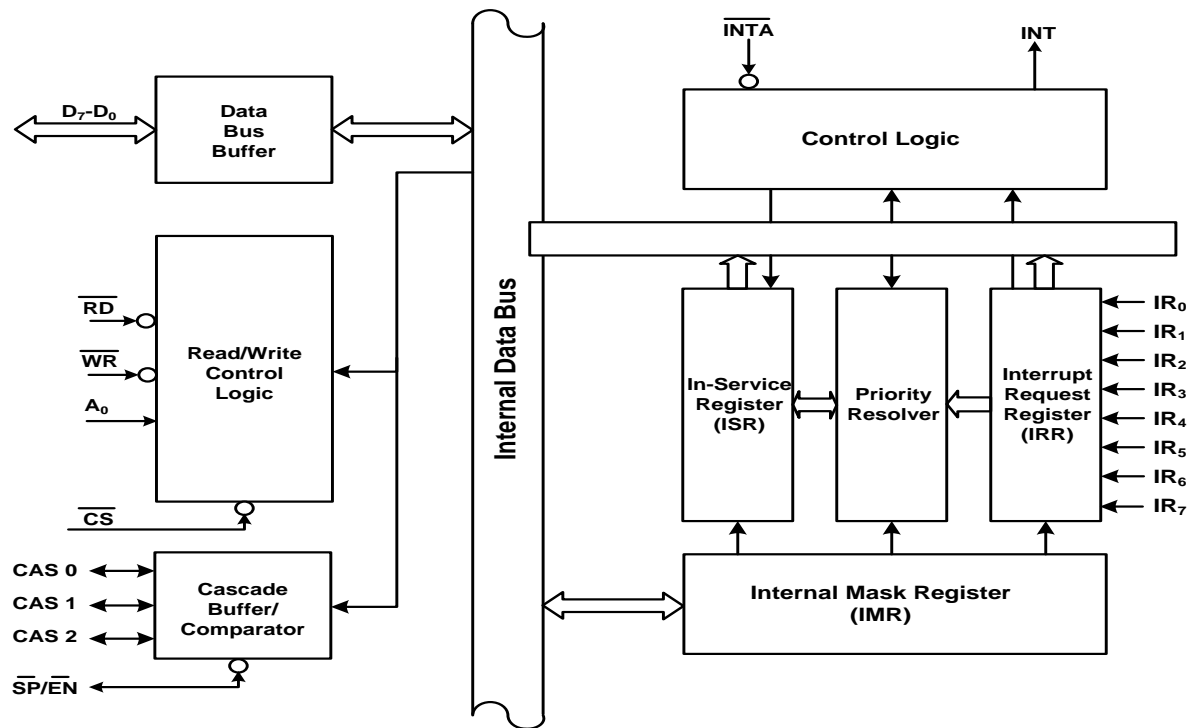 INTA
INT
D₇-D₀
Data
Bus
Buffer
Control Logic
Internal Data Bus
RD
WR
A₀
CS
Read/Write
Control
Logic
In-Service
Register
(ISR)
Priority
Resolver
Interrupt
Request
Register
(IRR)
IR₀
IR₁
IR₂
IR₃
IR₄
IR₅
IR₆
IR₇
CAS 0
CAS 1
CAS 2
SP/EN
Cascade
Buffer/
Comparator
Internal Mask Register
(IMR)